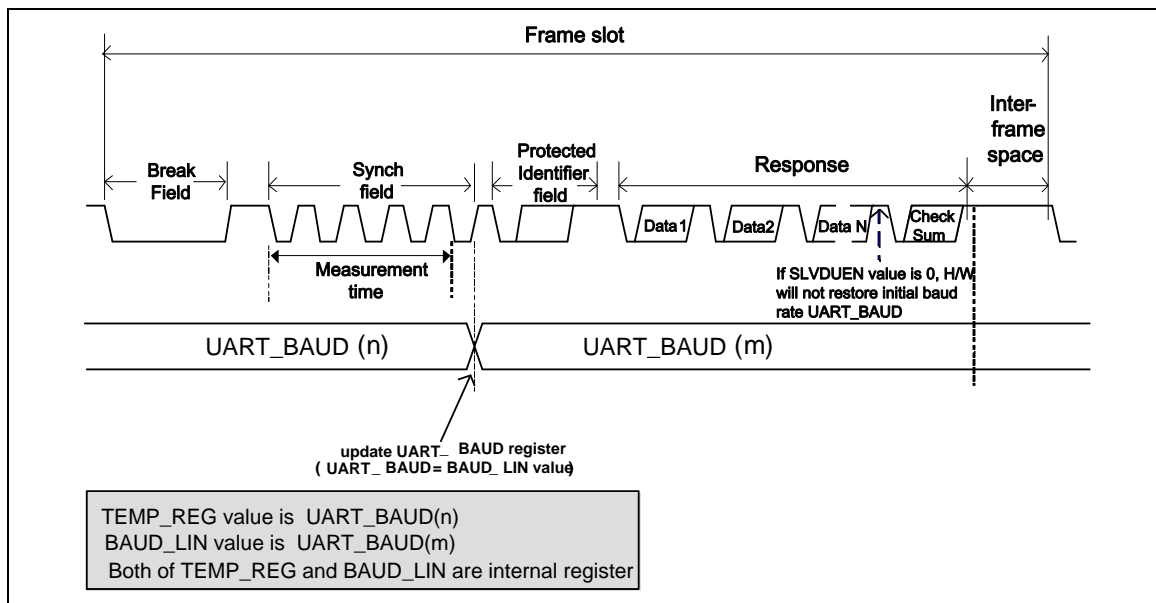 Frame slot
Inter-
frame
space
Break
Field
Synch
field
Protected
Identifier
field
Response
Data1
Data2
Data N
Check
Sum
Measurement
time
If SLVDUEN value is 0, H/W
will not restore initial baud
rate UART_BAUD
UART_BAUD (n)
UART_BAUD (m)
update UART_ BAUD register
( UART_ BAUD= BAUD_ LIN value)
TEMP_REG value is UART_BAUD(n)
BAUD_LIN value is UART_BAUD(m)
Both of TEMP_REG and BAUD_LIN are internal register